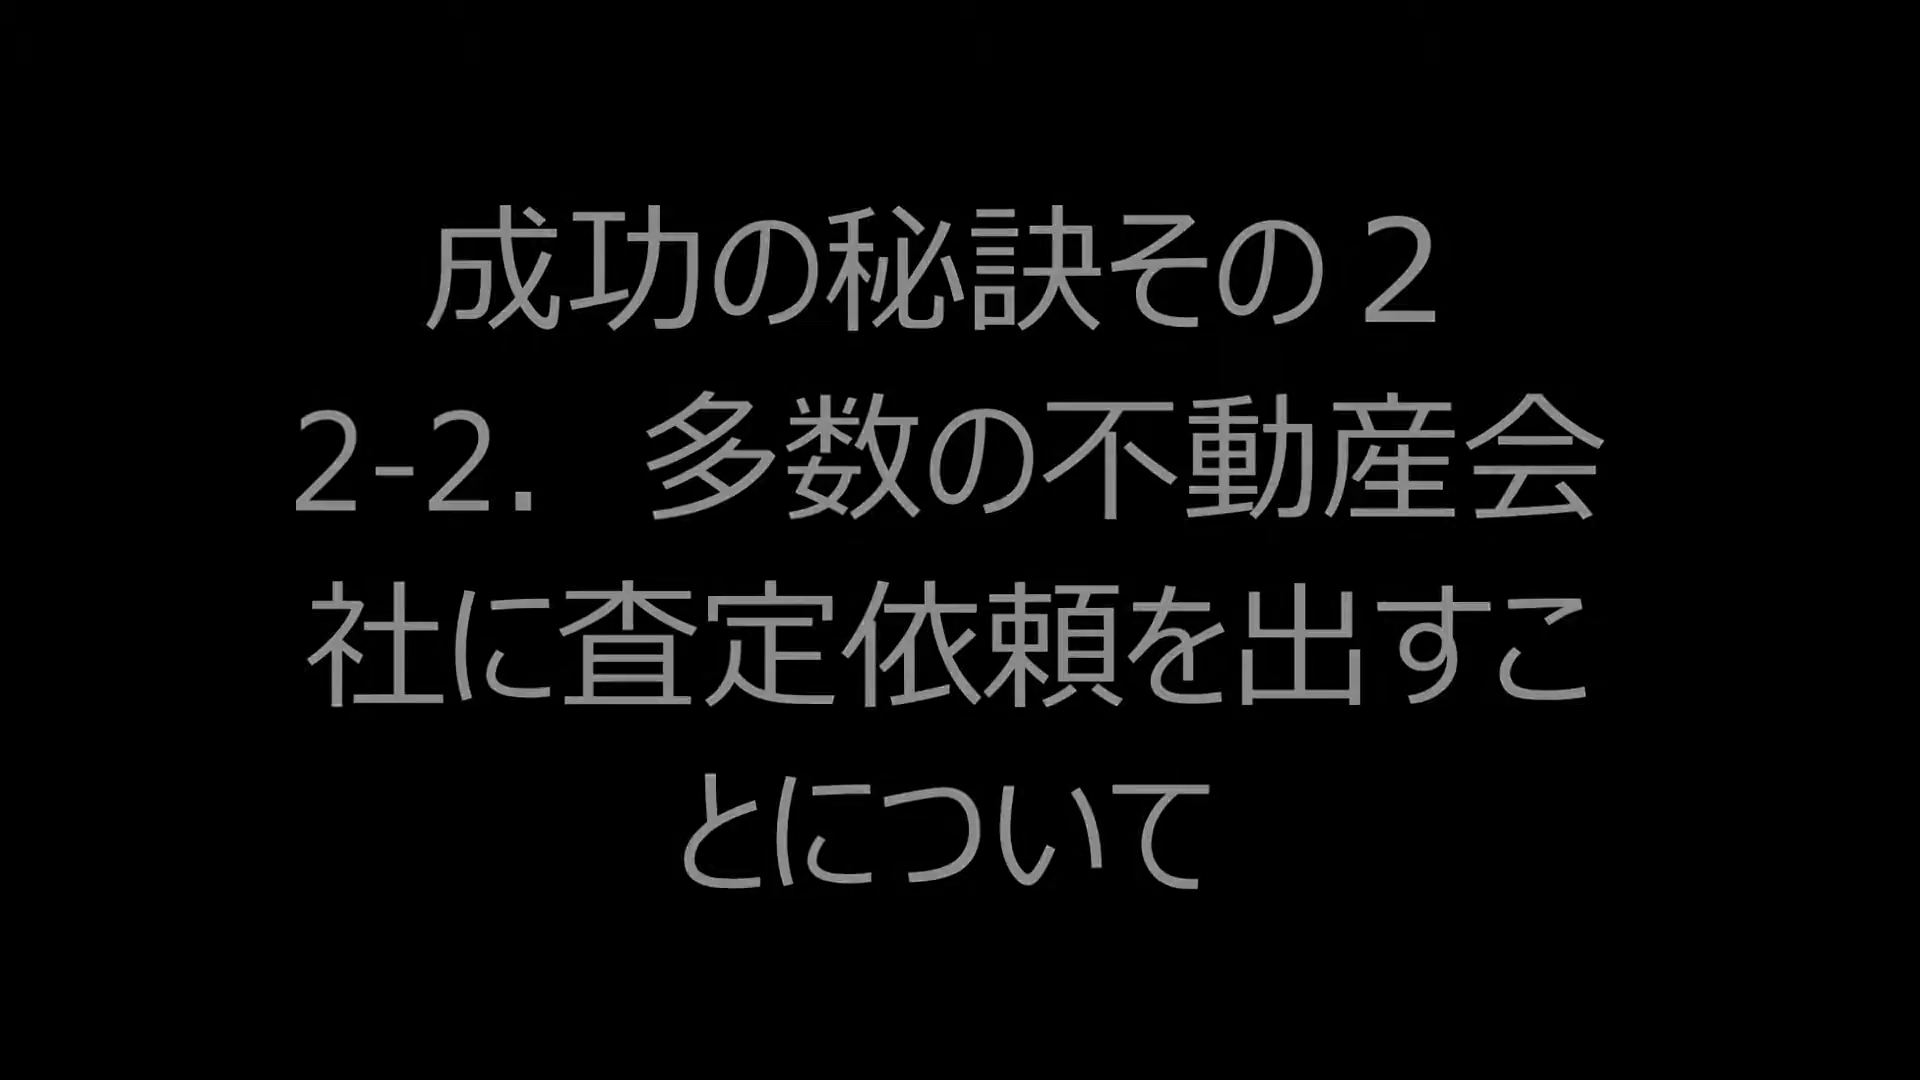 成功の秘訣その２
2-2.　多数の不動産会
社に査定依頼を出すこ
とについて